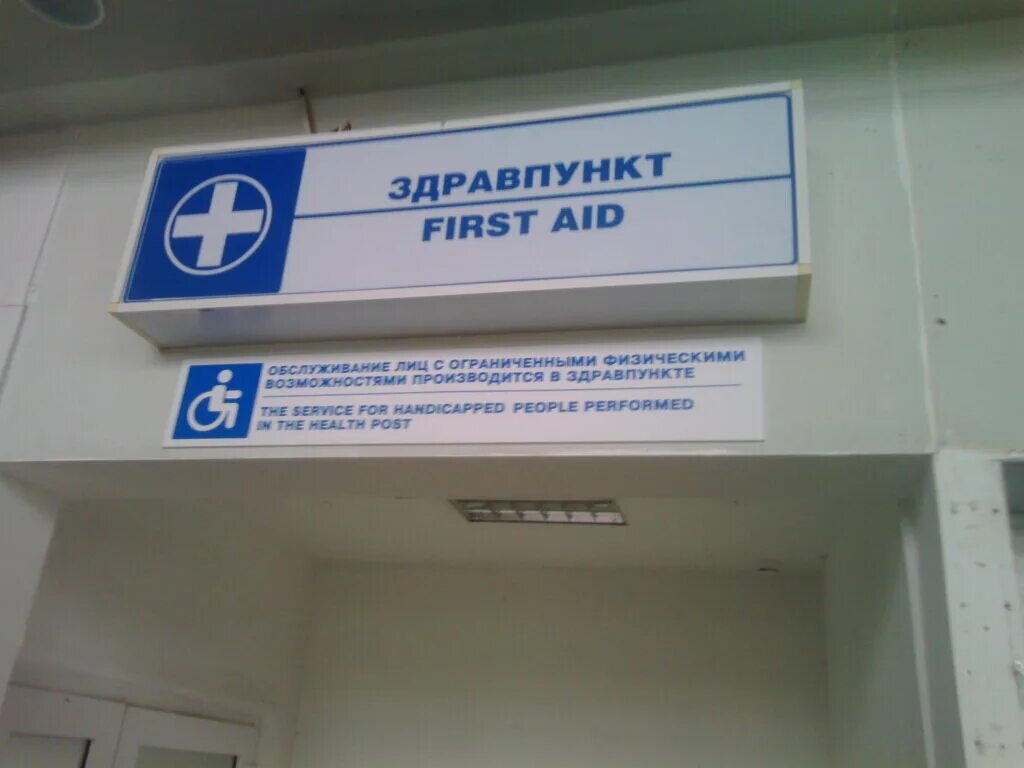 ЗДРАВПУНКТ
FIRST AID
ОБСЛУЖИВАНИЕ ЛИЦ С ОГРАНИЧЕННЫМИ ФИЗИЧЕСКИМИ
ВОЗМОЖНОСТЯМИ ПРОИЗВОДИТСЯ В ЗДРАВПУНКТЕ
THE SERVICE FOR HANDICAPPED PEOPLE PERFORMED
IN THE HEALTH POST